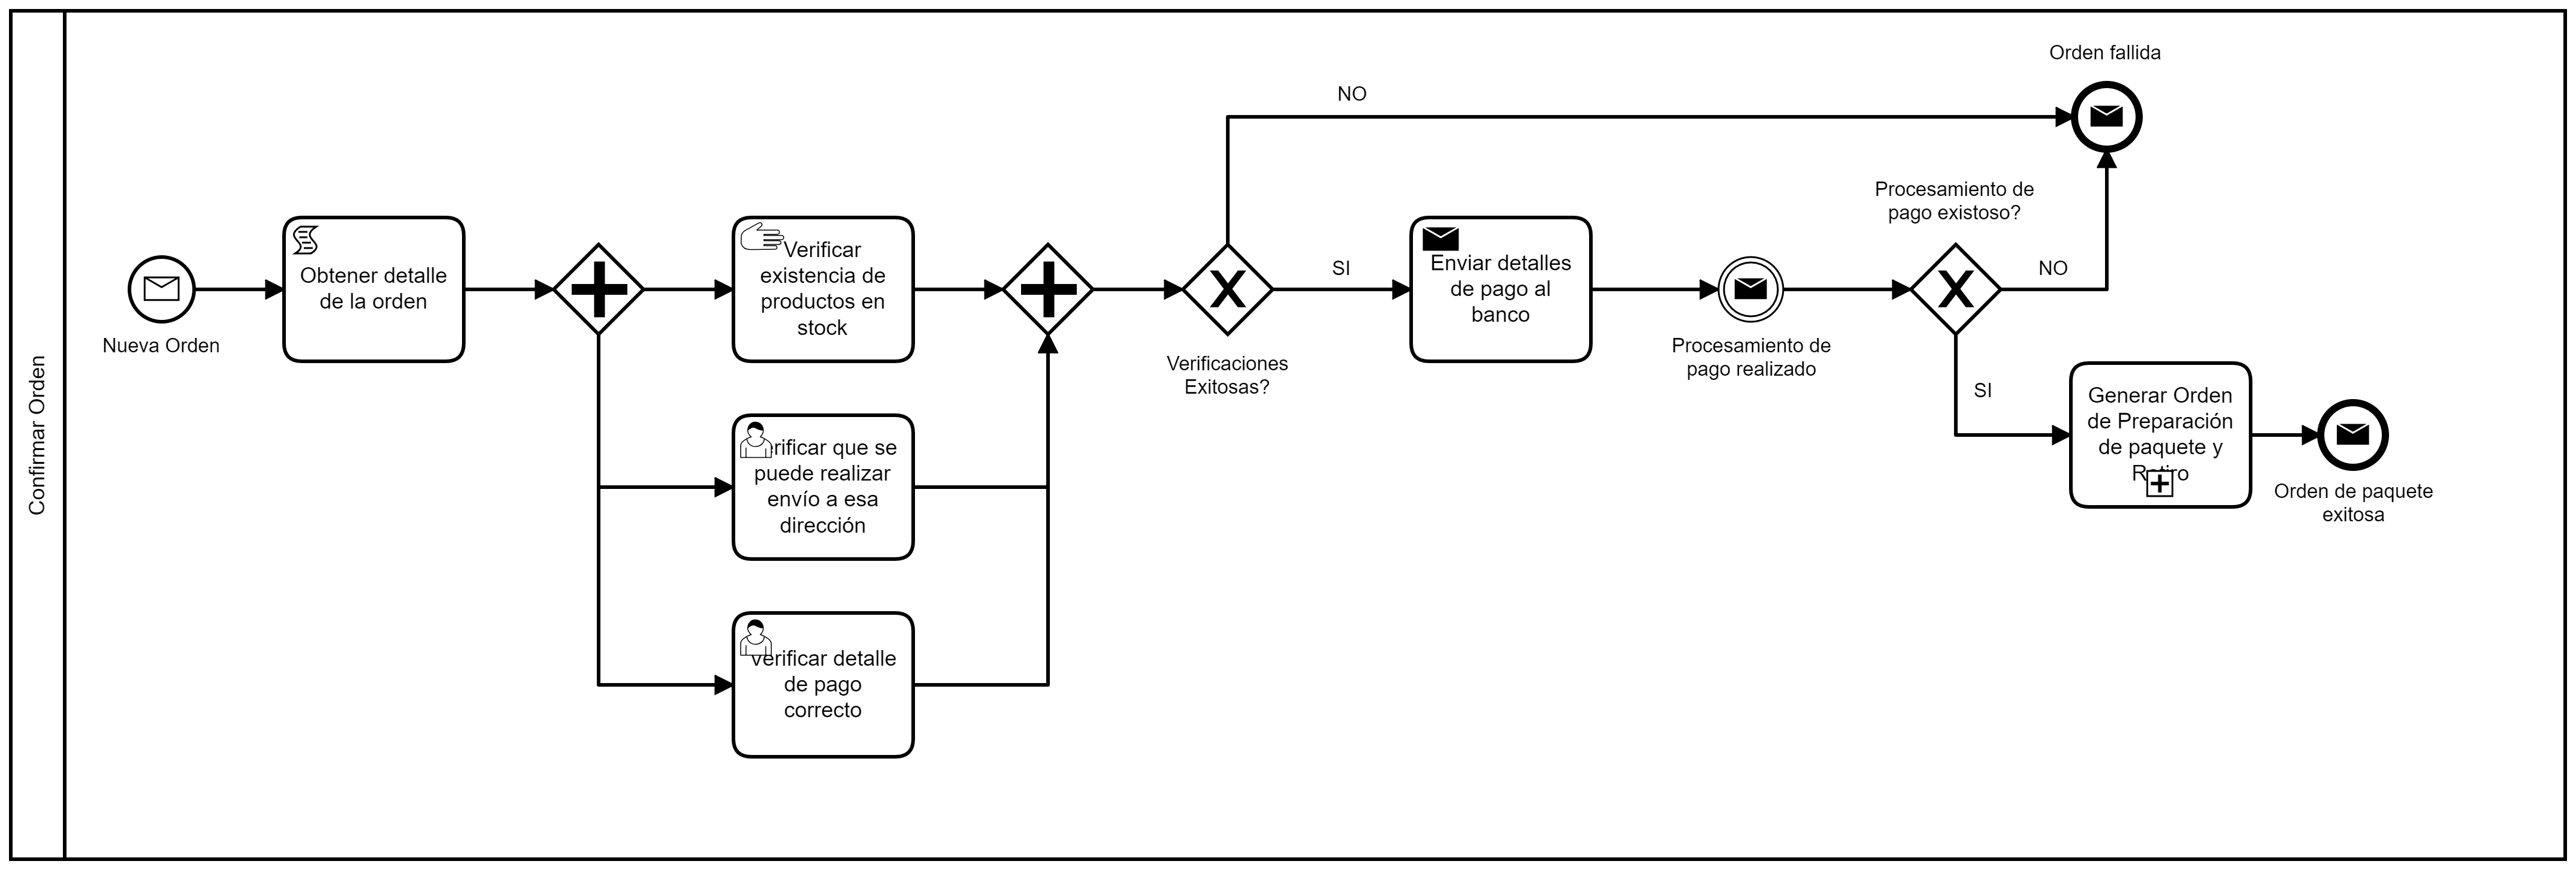 Confirmar Orden
Nueva Orden
Obtener detalle
de la orden
Verificar
existencia de
productos en
stock
Verificar que se
puede realizar
envío a esa
dirección
Verificar detalle
de pago
correcto
Verificaciones
Exitosas?
NO
SI
Enviar detalles
de pago al
banco
Procesamiento de
pago realizado
Procesamiento de
pago existoso?
NO
Orden fallida
SI
Generar Orden
de Preparación
de paquete y
Retiro
Orden de paquete
exitosa